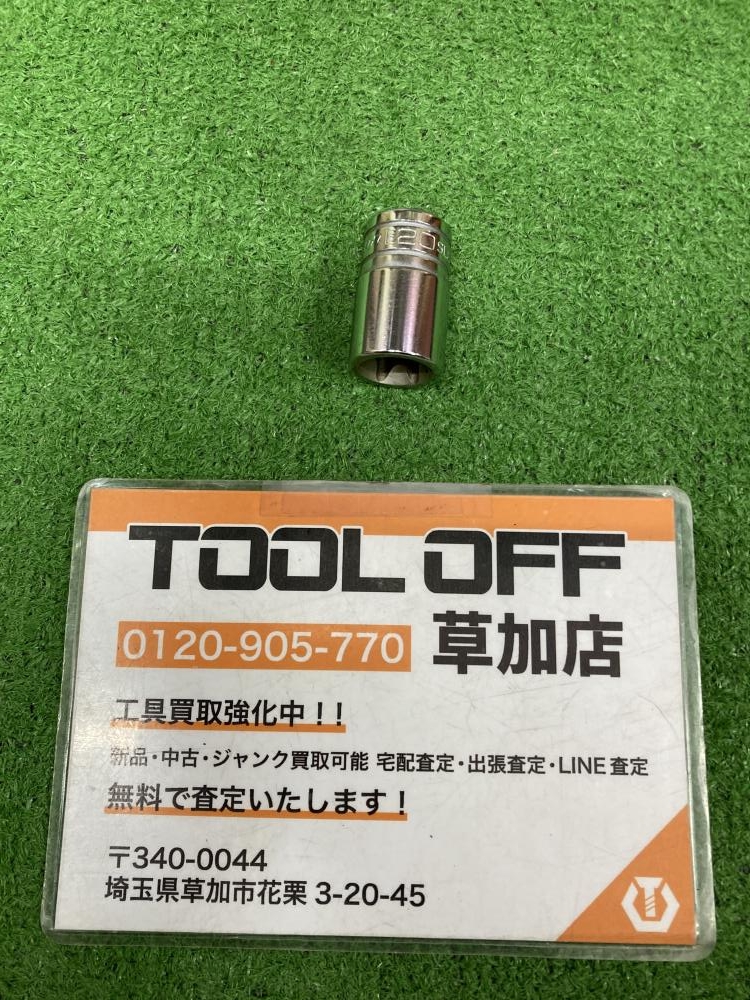 E20
TOOL OFF
0120-905-770 草加店
工具買取強化中！！
新品・中古・ジャンク買取可能 宅配査定・出張査定・LINE査定
無料で査定いたします！
〒340-0044
埼玉県草加市花栗 3-20-45